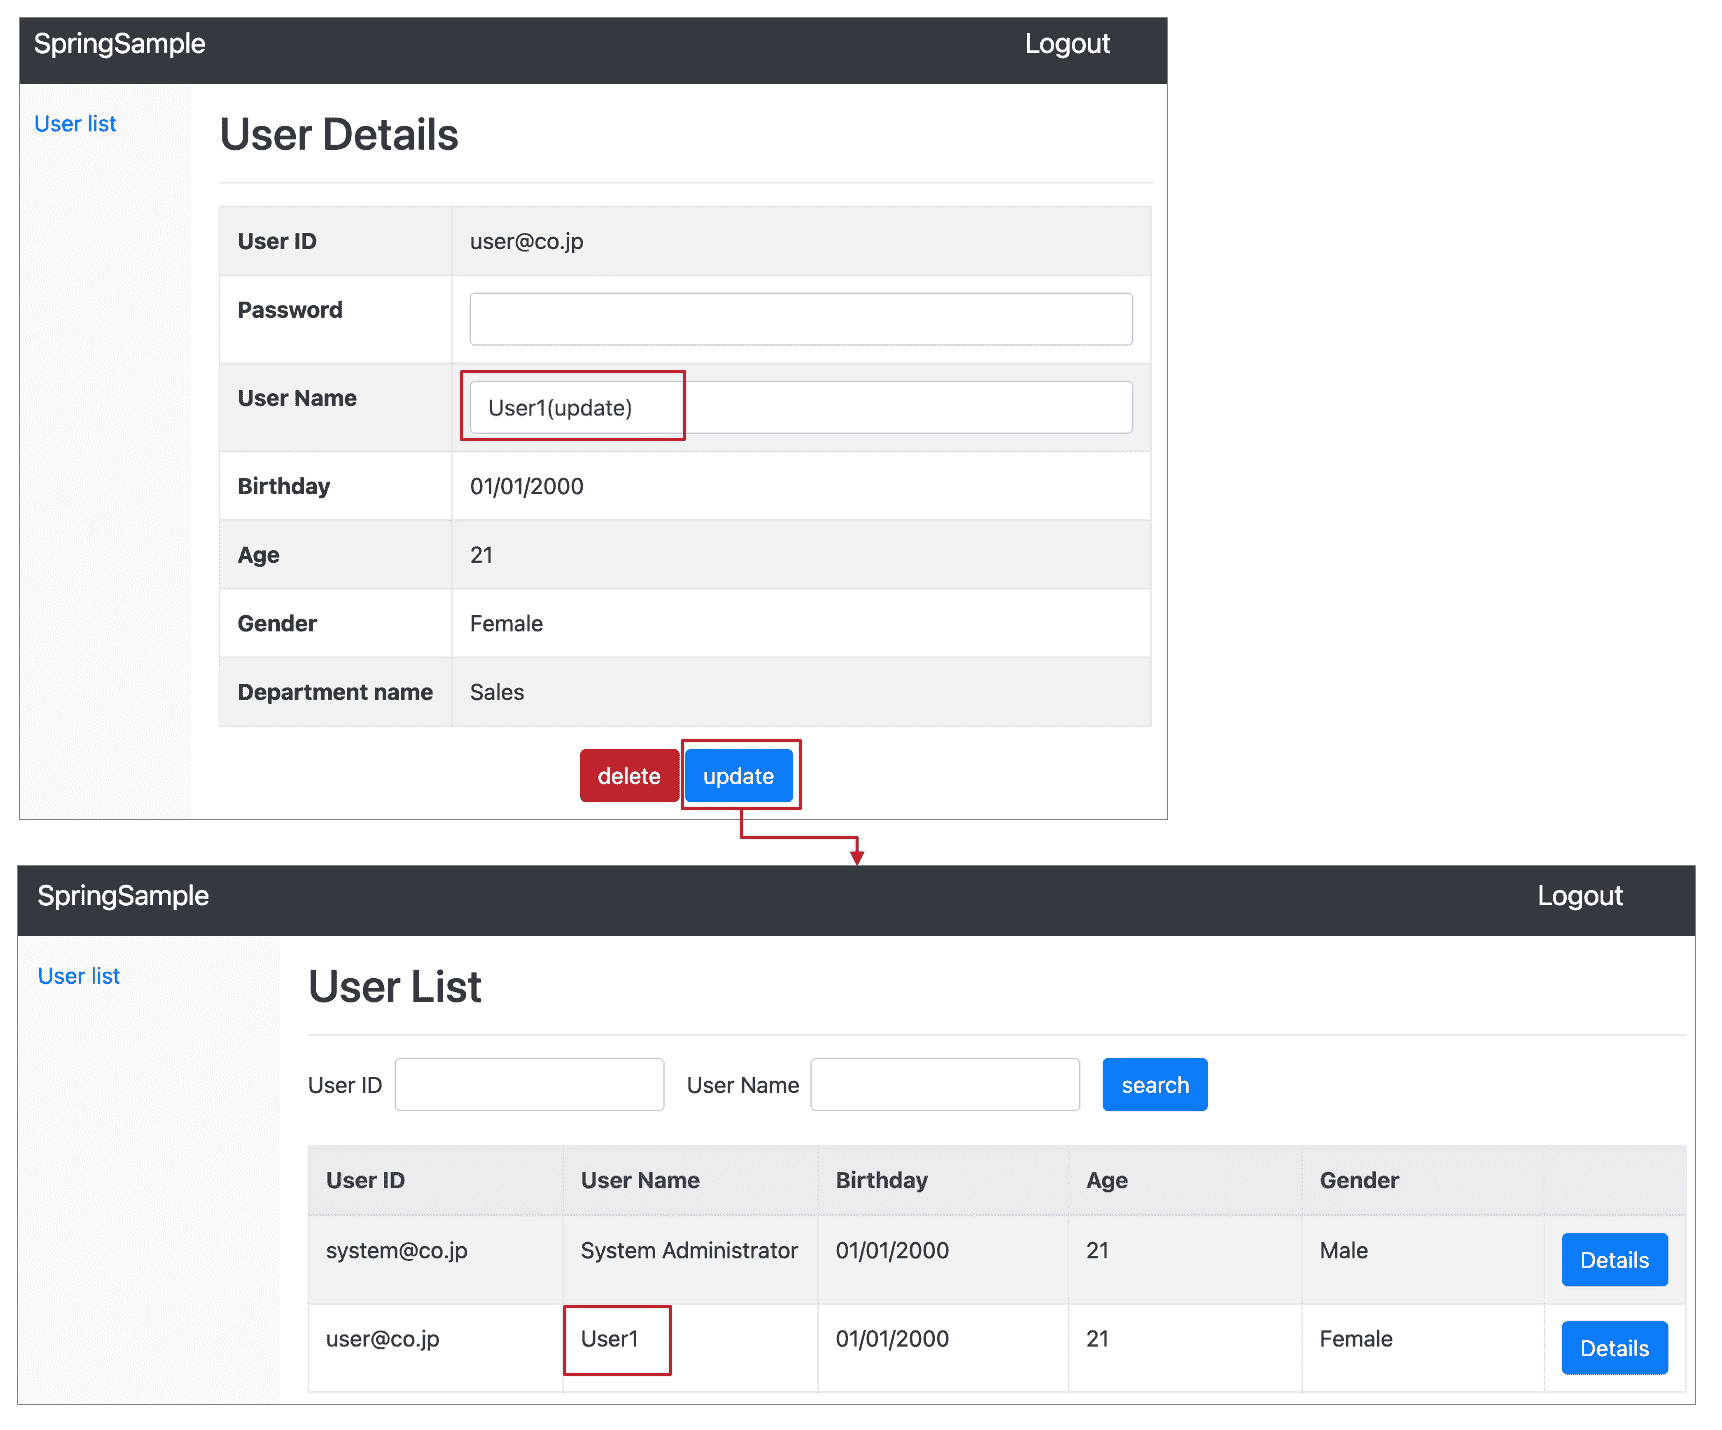 SpringSample Logout
User list
User Details
User ID user@co.jp
Password
User Name User1(update)
Birthday 01/01/2000
Age 21
Gender Female
Department name Sales
delete update
SpringSample Logout
User list
User List
User ID User Name search
User ID User Name Birthday Age Gender
system@co.jp System Administrator 01/01/2000 21 Male Details
user@co.jp User1 01/01/2000 21 Female Details